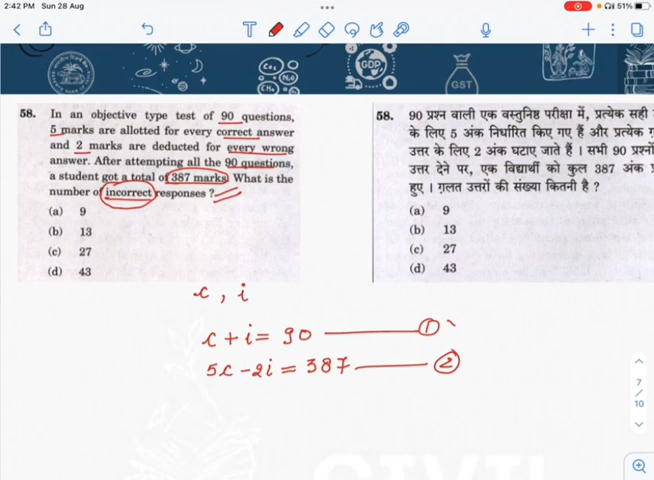 2:42 PM Sun 28 Aug
51%
GDP
GST
58. In an objective type test of 90 questions,
5 marks are allotted for every correct answer
and 2 marks are deducted for every wrong
answer. After attempting all the 90 questions,
a student got a total of 387 marks. What is the
number of incorrect responses ?
(a) 9
(b) 13
(c) 27
(d) 43
58. 90 प्रश्न वाली एक वस्तुनिष्ठ परीक्षा में, प्रत्येक सही
के लिए 5 अंक निर्धारित किए गए हैं और प्रत्येक ग
उत्तर के लिए 2 अंक घटाए जाते हैं । सभी 90 प्रश्नों
उत्तर देने पर, एक विद्यार्थी को कुल 387 अंक
हुए । ग़लत उत्तरों की संख्या कितनी है ?
(a) 9
(b) 13
(c) 27
(d) 43
c , i
c + i = 90 ——— ①
5c - 2i = 387 ——— ②
7
/
10